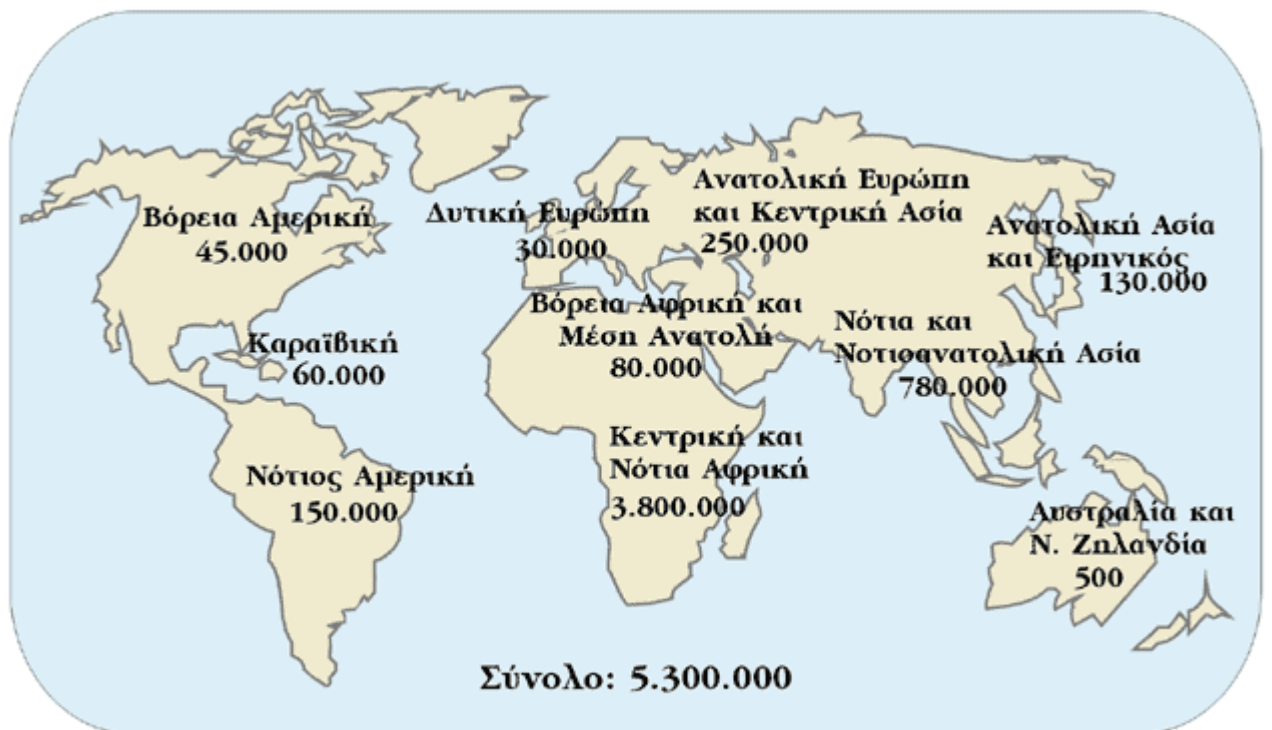 Ανατολική Ευρώπη
και Κεντρική Ασία
250.000
Βόρεια Αμερική
45.000
Δυτική Ευρώπη
30.000
Ανατολική Ασία
και Ειρηνικός
130.000
Βόρεια Αφρική και
Μέση Ανατολή
80.000
Καραϊβική
60.000
Νότια και
Νοτιοανατολική Ασία
780.000
Κεντρική και
Νότια Αφρική
3.800.000
Νότιος Αμερική
150.000
Αυστραλία και
Ν. Ζηλανδία
500
Σύνολο: 5.300.000